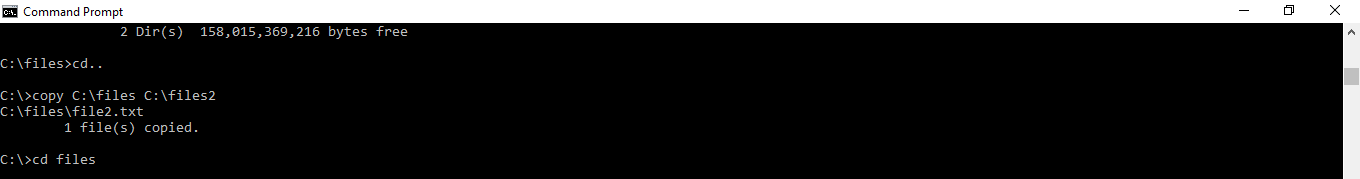 Command Prompt
2 Dir(s)  158,015,369,216 bytes free
C:\files>cd..
C:\>copy C:\files C:\files2
C:\files\file2.txt
1 file(s) copied.
C:\>cd files